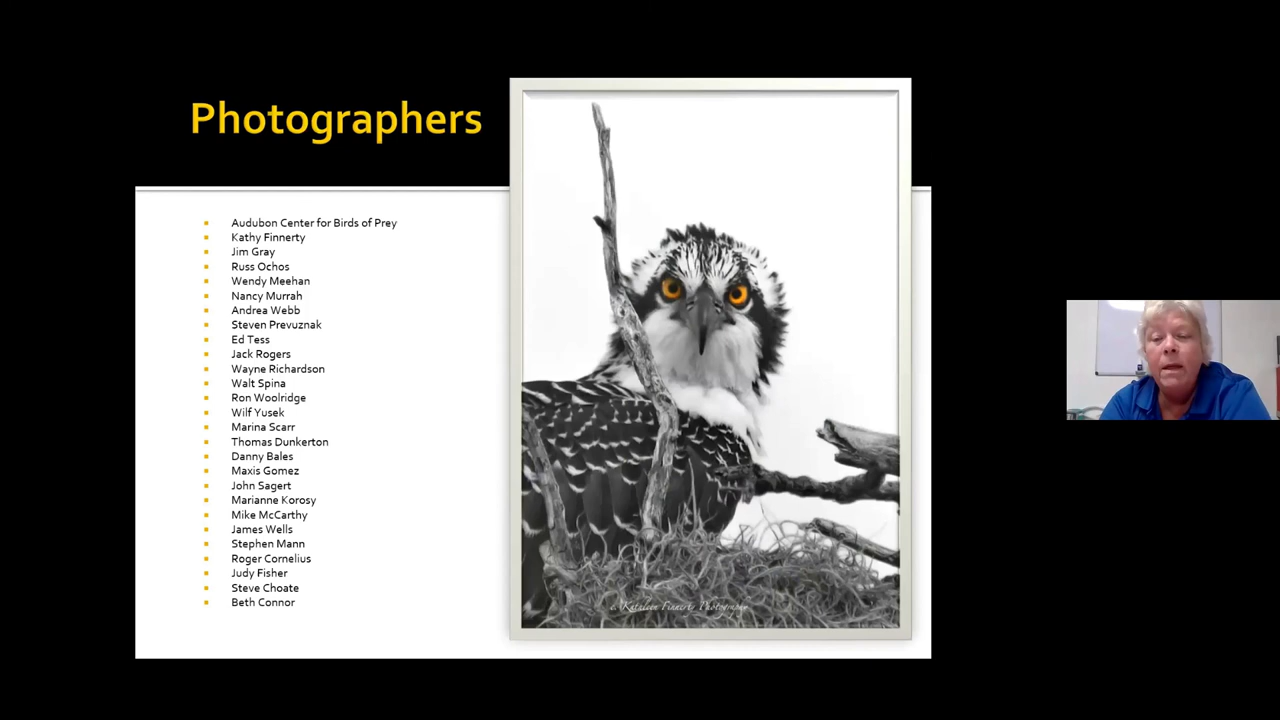 Photographers
Audubon Center for Birds of Prey
Kathy Finnerty
Jim Gray
Russ Ochos
Wendy Meehan
Nancy Murrah
Andrea Webb
Steven Prevuznak
Ed Tess
Jack Rogers
Wayne Richardson
Walt Spina
Ron Woolridge
Wilf Yusek
Marina Scarr
Thomas Dunkerton
Danny Bales
Maxis Gomez
John Sagert
Marianne Korosy
Mike McCarthy
James Wells
Stephen Mann
Roger Cornelius
Judy Fisher
Steve Choate
Beth Connor
c. Kathleen Finnerty Photography